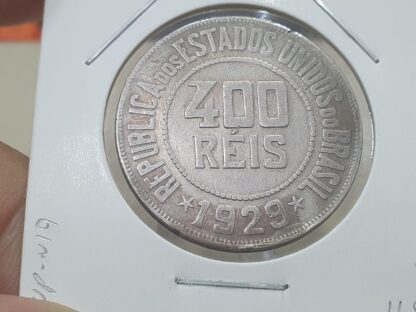 REPUBLICA DOS ESTADOS UNIDOS DO BRASIL
400
RÉIS
*1929*